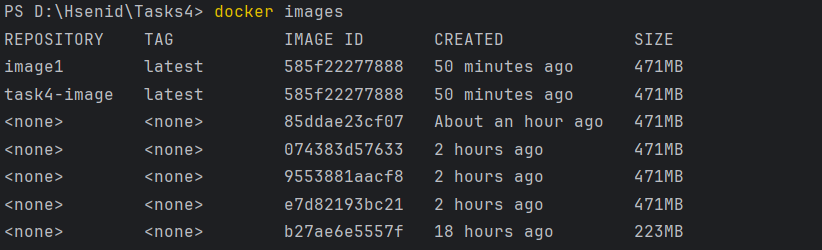 PS D:\Hsenid\Tasks4> docker images
REPOSITORY TAG IMAGE ID CREATED SIZE
image1 latest 585f22277888 50 minutes ago 471MB
task4-image latest 585f22277888 50 minutes ago 471MB
<none> <none> 85ddae23cf07 About an hour ago 471MB
<none> <none> 074383d57633 2 hours ago 471MB
<none> <none> 9553881aacf8 2 hours ago 471MB
<none> <none> e7d82193bc21 2 hours ago 471MB
<none> <none> b27ae6e5557f 18 hours ago 223MB